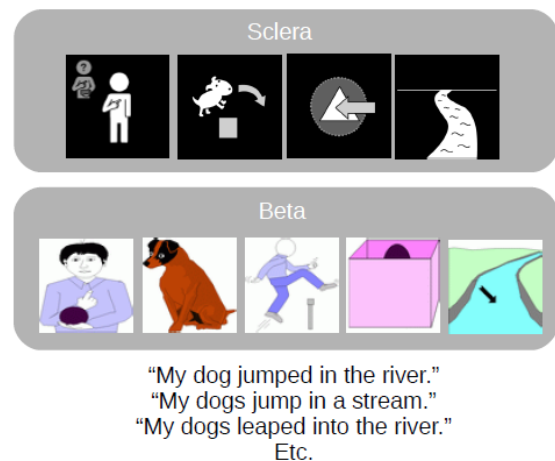 Sclera
?
Beta
“My dog jumped in the river.”
“My dogs jump in a stream.”
“My dogs leaped into the river.”
Etc.